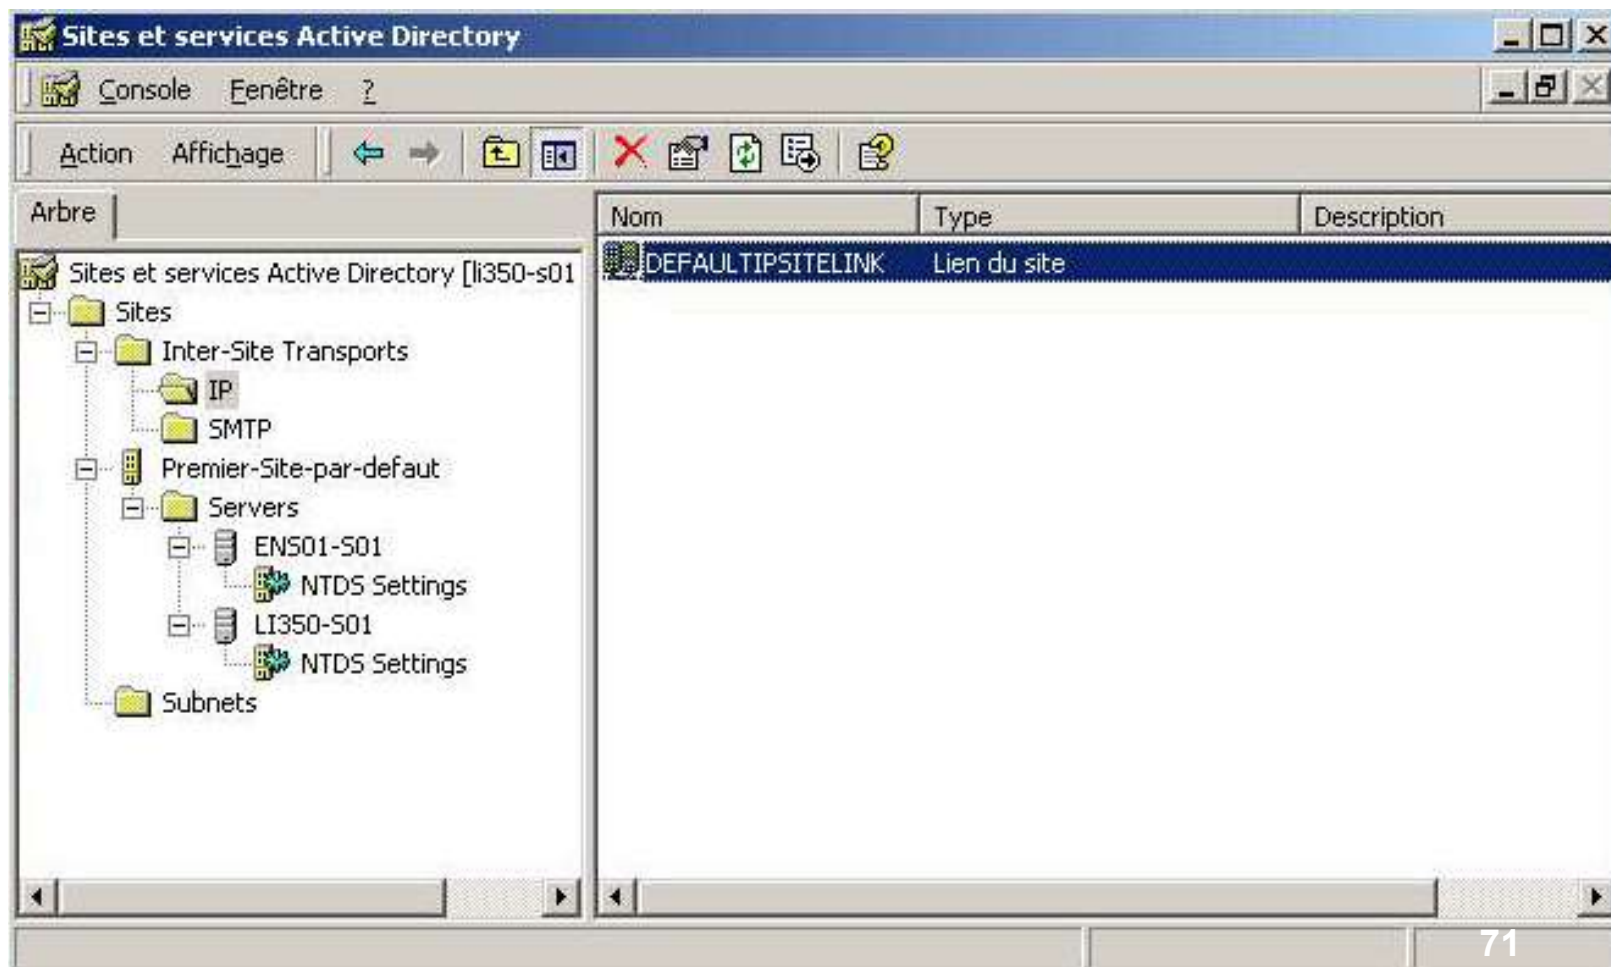 Sites et services Active Directory
Console Fenêtre ?
Action Affichage
Arbre
Nom Type Description
Sites et services Active Directory [li350-s01
DEFAULTIPSITELINK Lien du site
Sites
Inter-Site Transports
IP
SMTP
Premier-Site-par-defaut
Servers
ENS01-S01
NTDS Settings
LI350-S01
NTDS Settings
Subnets
71